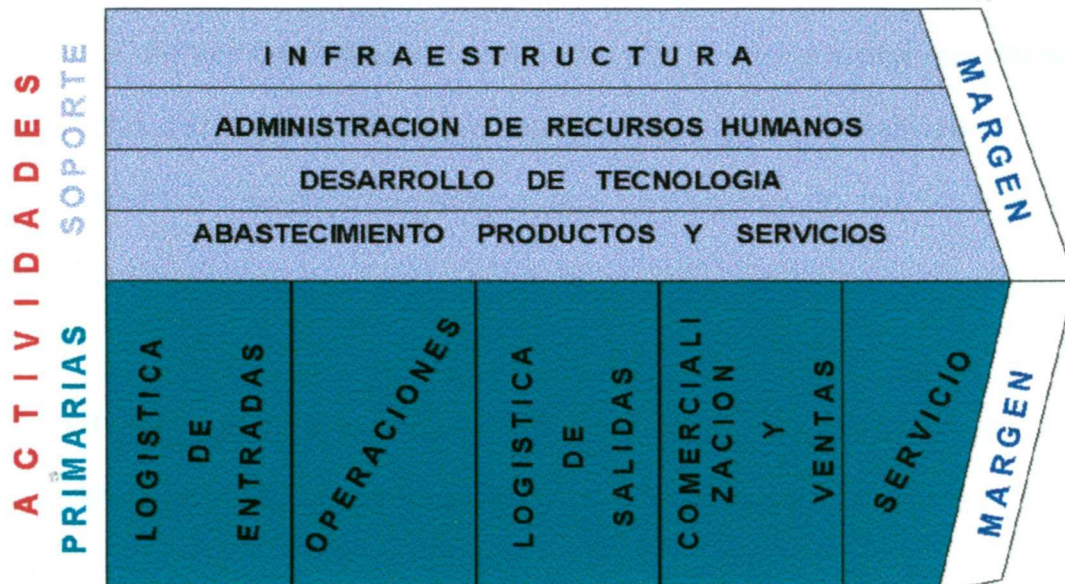 ACTIVIDADES
SOPORTE
PRIMARIAS
INFRAESTRUCTURA
ADMINISTRACION DE RECURSOS HUMANOS
DESARROLLO DE TECNOLOGIA
ABASTECIMIENTO PRODUCTOS Y SERVICIOS
MARGEN
LOGISTICA
DE
ENTRADAS
OPERACIONES
LOGISTICA
DE
SALIDAS
COMERCIALI
ZACION
Y
VENTAS
SERVICIO
MARGEN